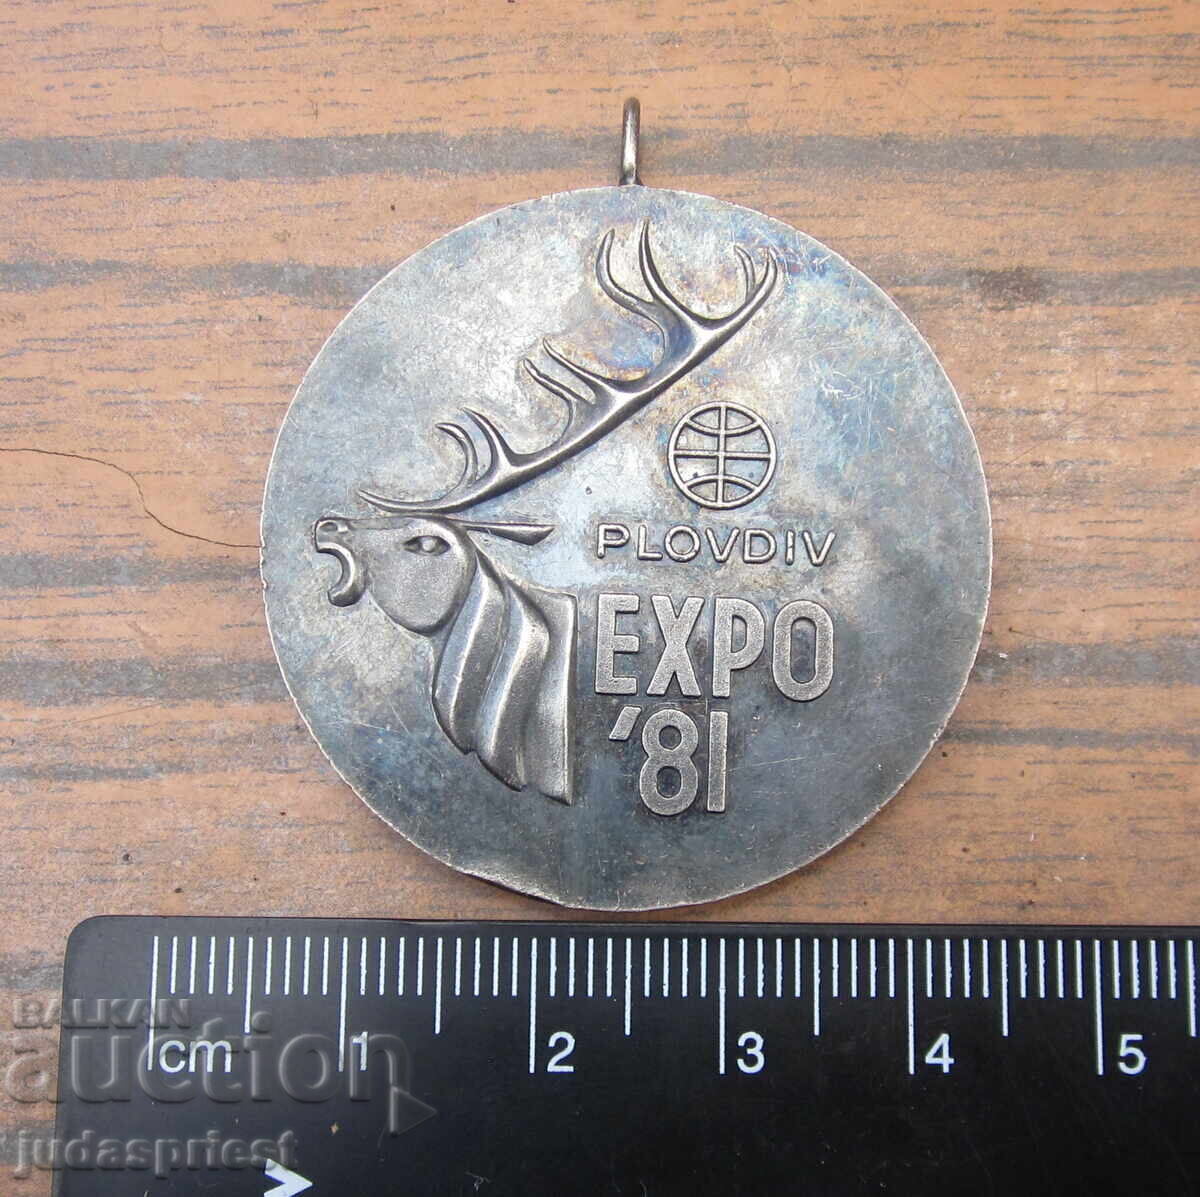 PLOVDIV
EXPO
'81
cm 1 2 3 4 5
BALKAN
auction
judaspriest